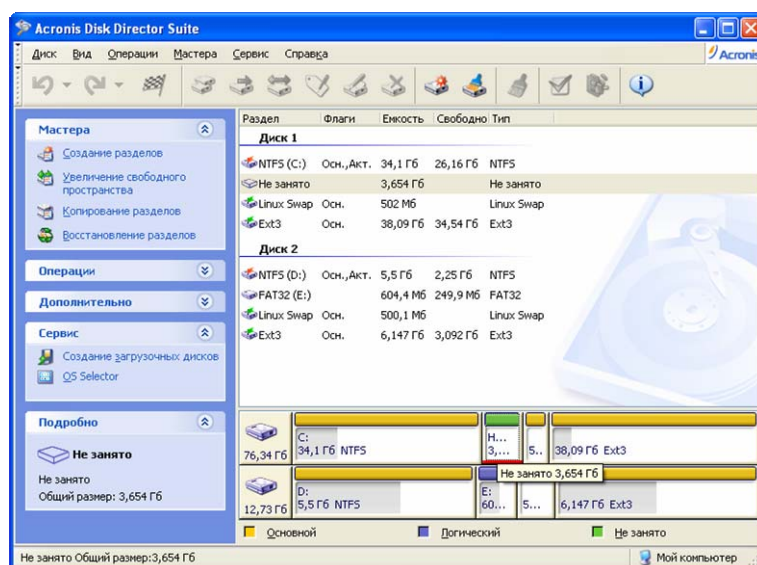 Acronis Disk Director Suite
Диск Вид Операции Мастера Сервис Справка
Acronis
Мастера
Создание разделов
Увеличение свободного
пространства
Копирование разделов
Восстановление разделов
Операции
Дополнительно
Сервис
Создание загрузочных дисков
OS Selector
Подробно
Не занято
Не занято
Общий размер: 3,654 Гб
Раздел Флаги Емкость Свободно Тип
Диск 1
NTFS (C:) Осн.,Акт. 34,1 Гб 26,16 Гб NTFS
Не занято 3,654 Гб Не занято
Linux Swap Осн. 502 Мб Linux Swap
Ext3 Осн. 38,09 Гб 34,54 Гб Ext3
Диск 2
NTFS (D:) Осн.,Акт. 5,5 Гб 2,25 Гб NTFS
FAT32 (E:) 604,4 Мб 249,9 Мб FAT32
Linux Swap Осн. 500,1 Мб Linux Swap
Ext3 Осн. 6,147 Гб 3,092 Гб Ext3
76,34 Гб
C:
34,1 Гб NTFS
Н...
3,...
5..
38,09 Гб Ext3
Не занято 3,654 Гб
12,73 Гб
D:
5,5 Гб NTFS
E:
60...
5...
6,147 Гб Ext3
Основной Логический Не занято
Не занято Общий размер:3,654 Гб Мой компьютер